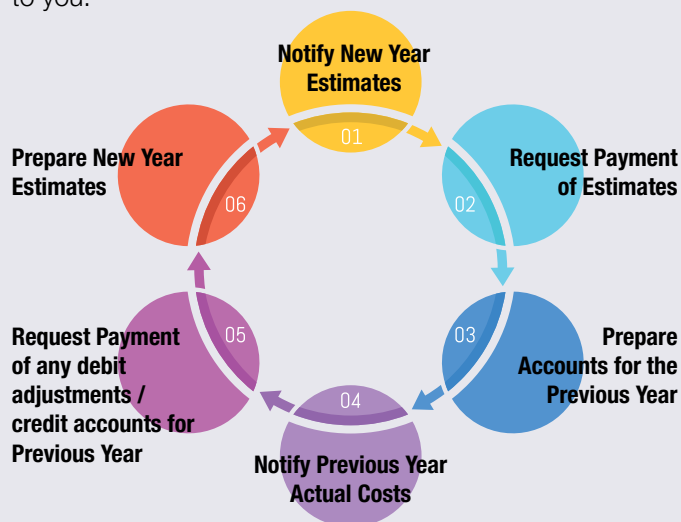 to you.
Notify New Year
Estimates
01
Request Payment
of Estimates
02
Prepare
Accounts for the
Previous Year
03
04
Notify Previous Year
Actual Costs
05
Request Payment
of any debit
adjustments /
credit accounts for
Previous Year
06
Prepare New Year
Estimates